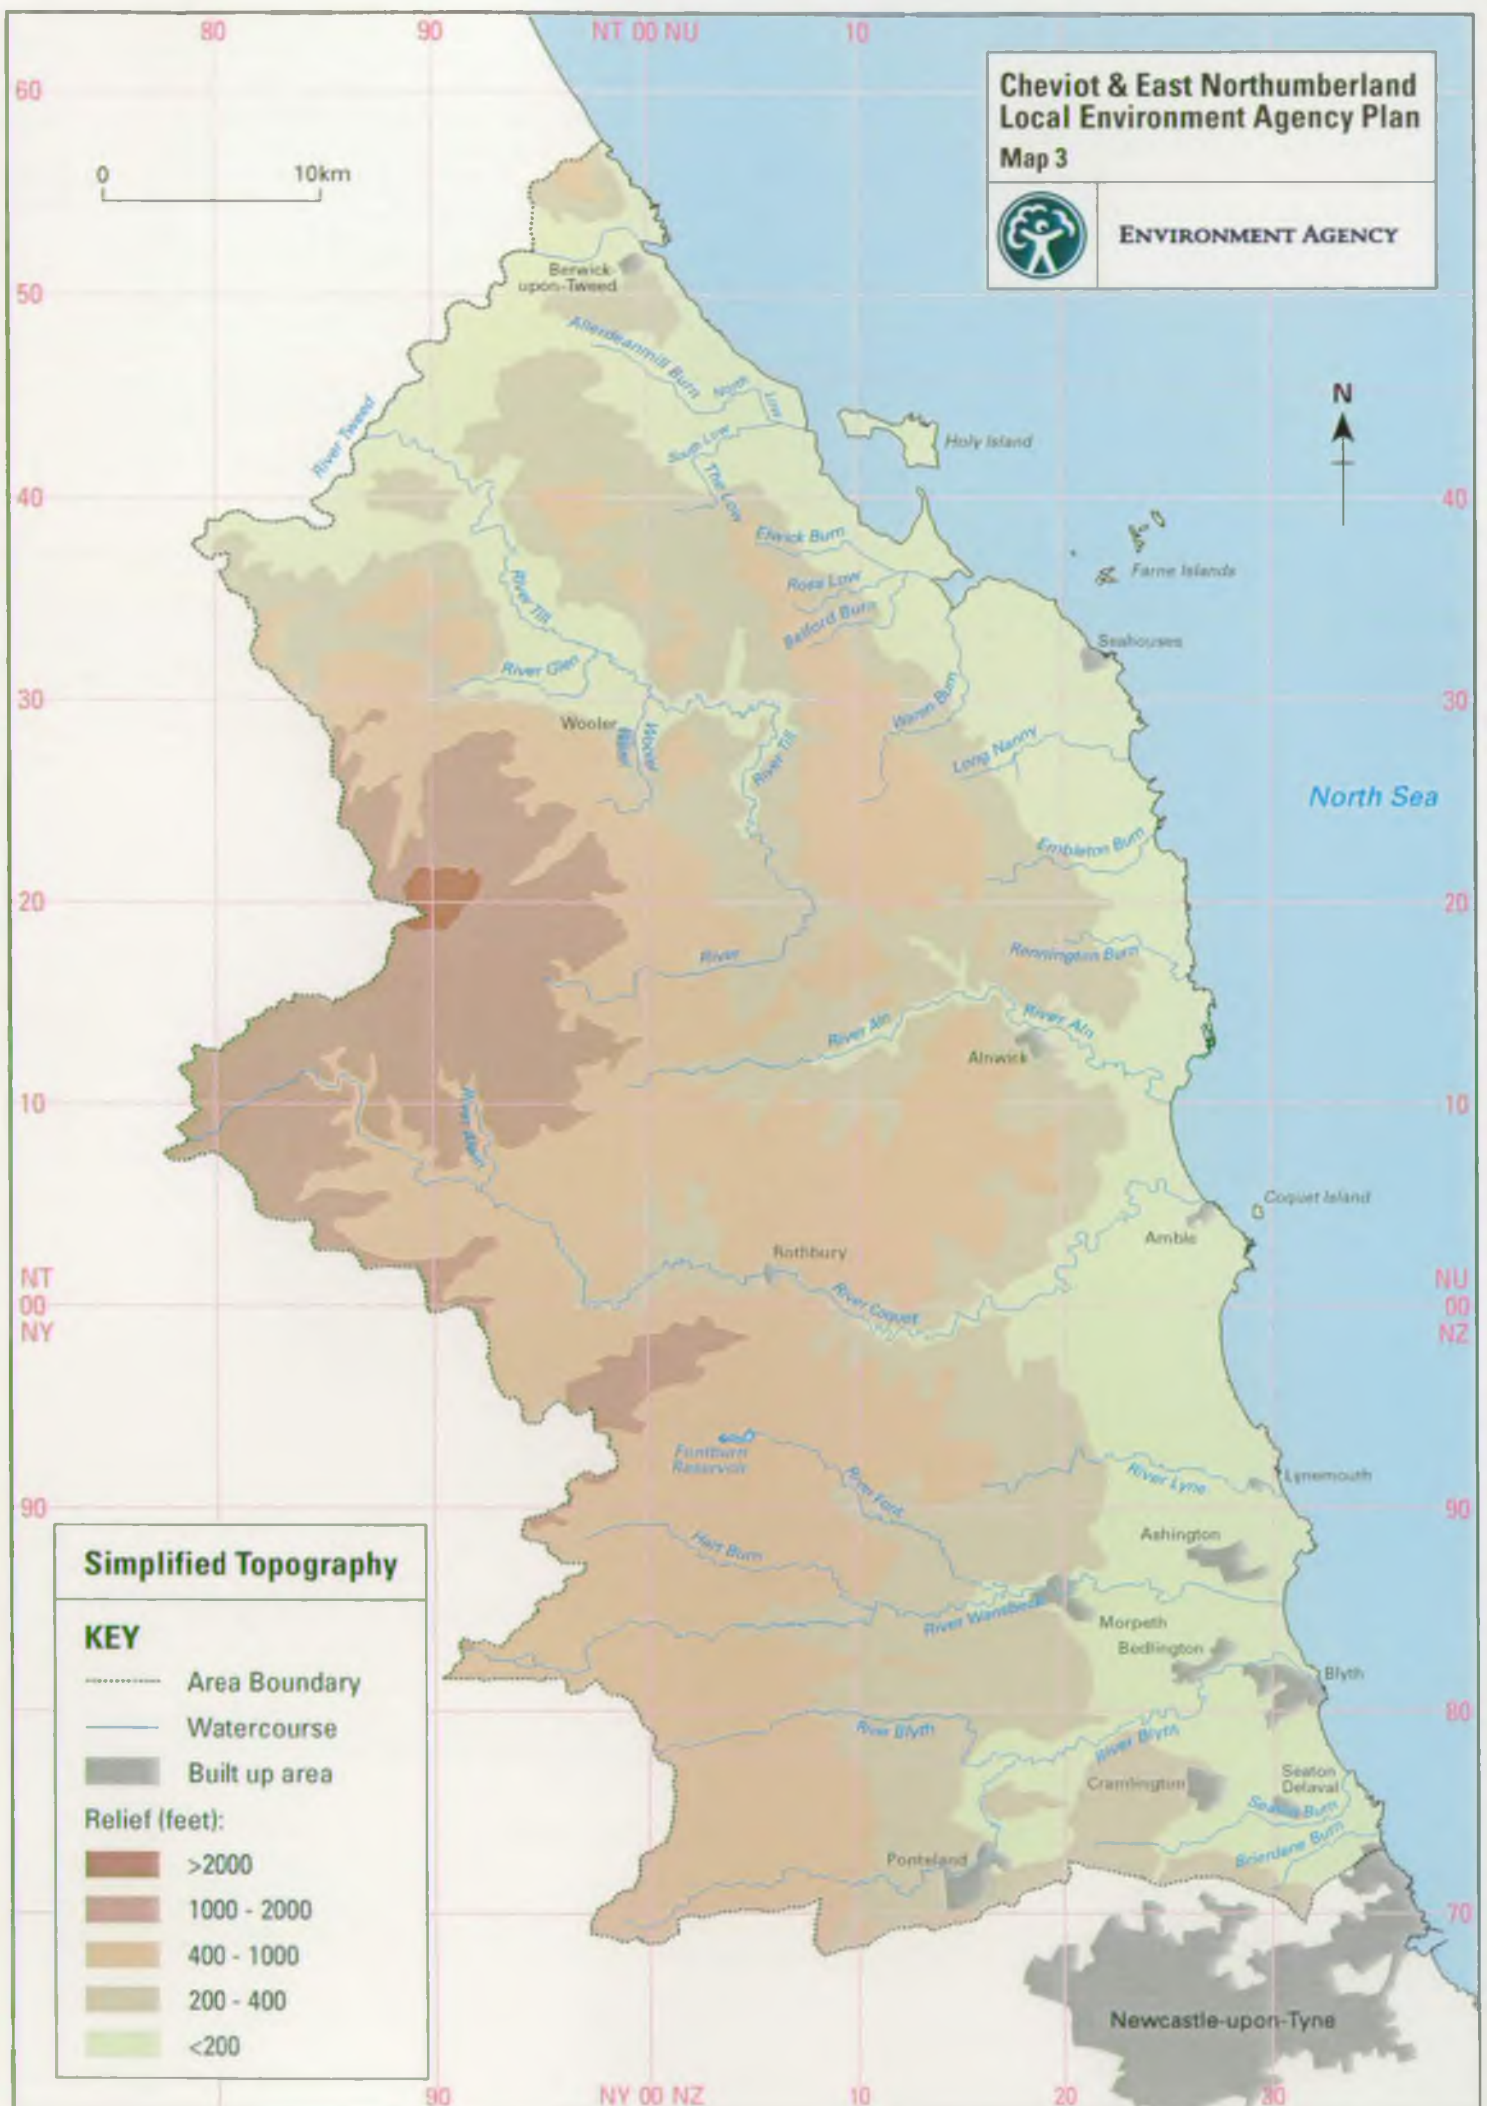 80
90
NT 00 NU
10
60
50
40
30
20
10
NT
00
NY
90
40
30
20
10
NU
00
NZ
90
80
70
90
NY 00 NZ
10
20
30
Cheviot & East Northumberland
Local Environment Agency Plan
Map 3
ENVIRONMENT AGENCY
0
10km
N
Berwick-
upon-Tweed
Allerdeanmill Burn
North
Low
River Tweed
South Low
The Low
Holy Island
Elwick Burn
Ross Low
Belford Burn
Farne Islands
River Till
Seahouses
River Glen
Wooler
Wooler
Water
River Till
Waren Burn
Long Nanny
North Sea
Embleton Burn
River
Rennington Burn
River Aln
River Aln
Alnwick
River Alwin
Coquet Island
Amble
Rothbury
River Coquet
Fontburn
Reservoir
River Font
River Lyne
Lynemouth
Ashington
Hart Burn
River Wansbeck
Morpeth
Bedlington
Blyth
River Blyth
River Blyth
Cramlington
Seaton
Delaval
Seaton Burn
Brierdene Burn
Ponteland
Newcastle-upon-Tyne
Simplified Topography
KEY
Area Boundary
Watercourse
Built up area
Relief (feet):
>2000
1000 - 2000
400 - 1000
200 - 400
<200